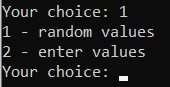 Your choice: 1
1 - random values
2 - enter values
Your choice: